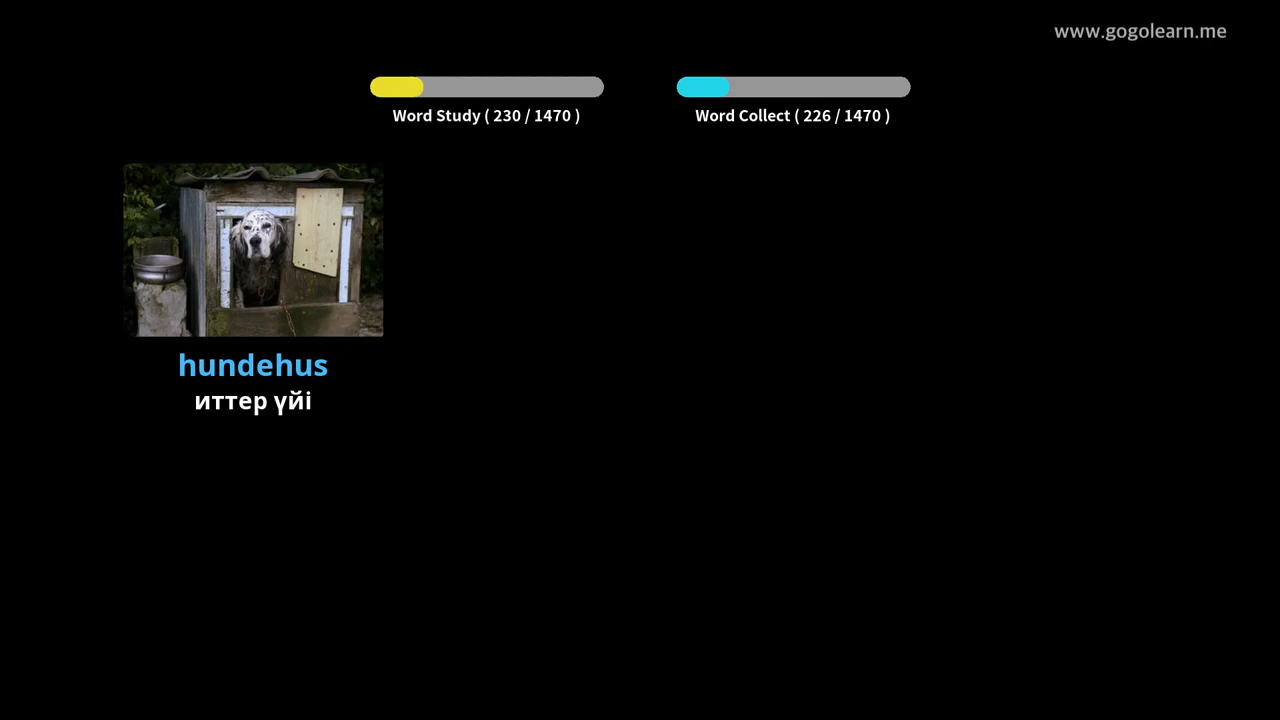 www.gogolearn.me
Word Study ( 230 / 1470 )
Word Collect ( 226 / 1470 )
hundehus
иттер үйі